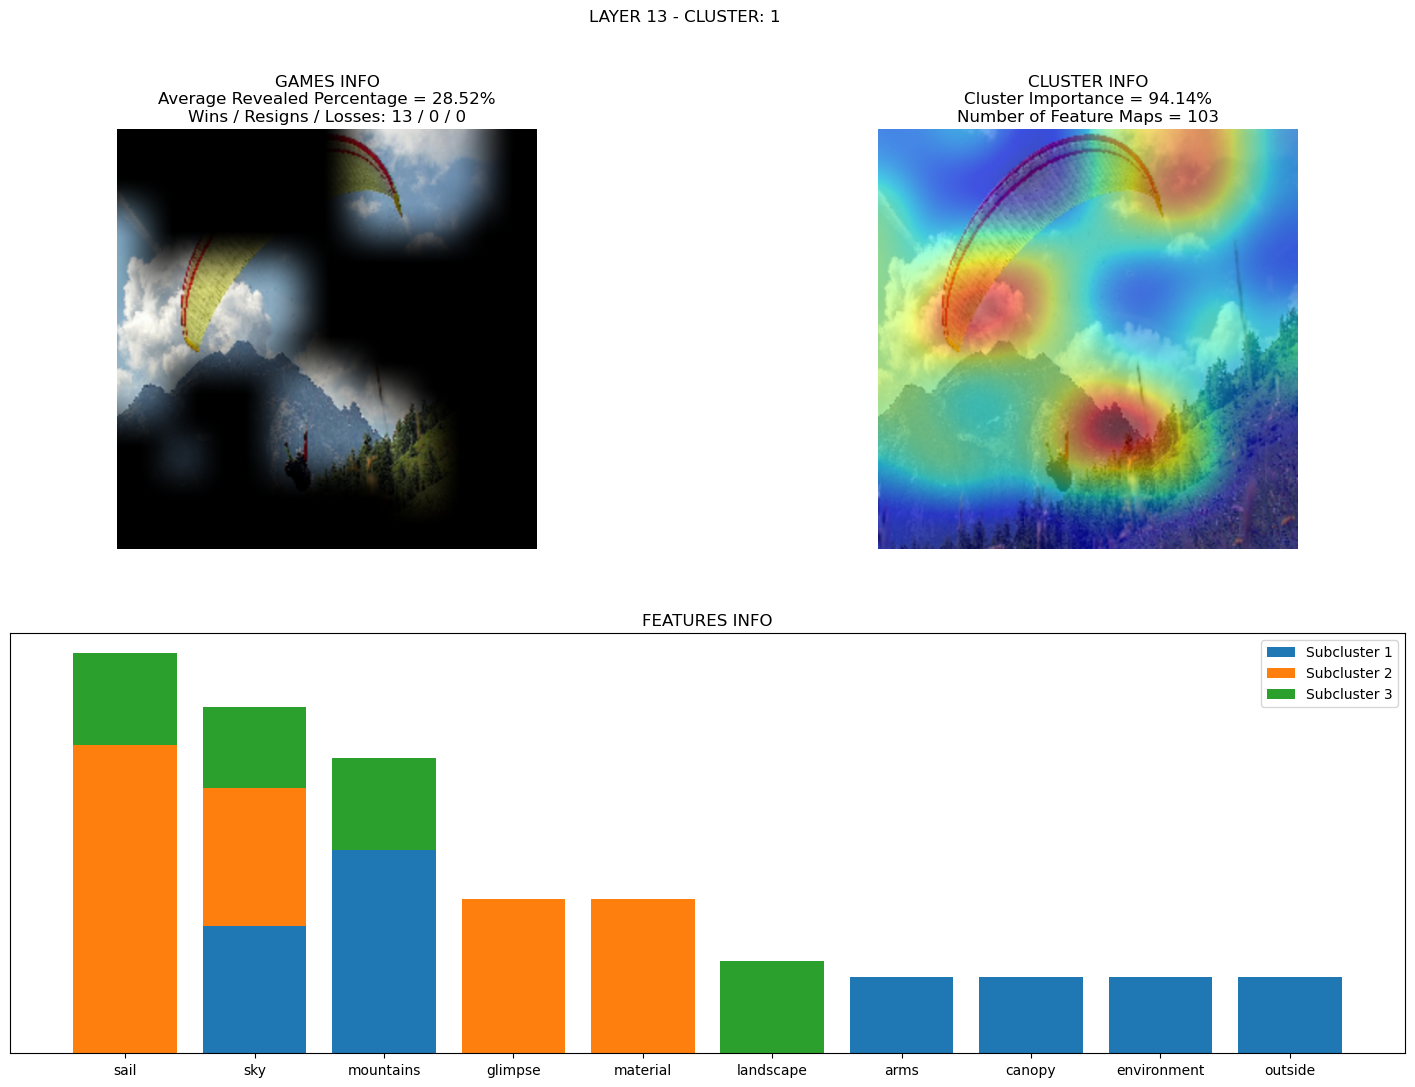 LAYER 13 - CLUSTER: 1
GAMES INFO
Average Revealed Percentage = 28.52%
Wins / Resigns / Losses: 13 / 0 / 0
CLUSTER INFO
Cluster Importance = 94.14%
Number of Feature Maps = 103
FEATURES INFO
Subcluster 1
Subcluster 2
Subcluster 3
sail sky mountains glimpse material landscape arms canopy environment outside